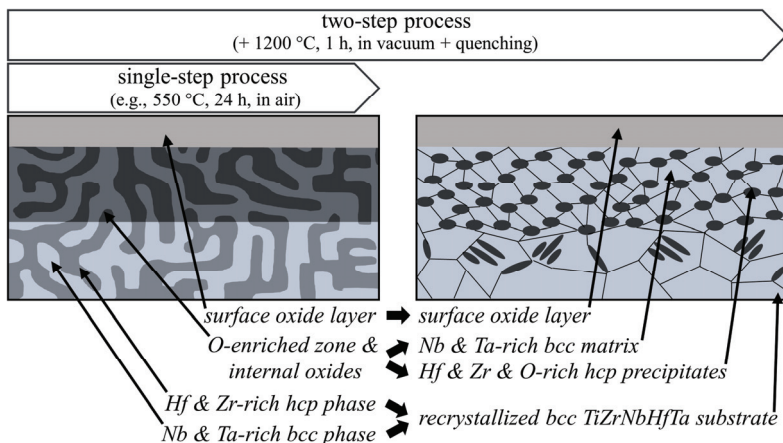 two-step process
(+ 1200 °C, 1 h, in vacuum + quenching)
single-step process
(e.g., 550 °C, 24 h, in air)
surface oxide layer
surface oxide layer
O-enriched zone &
internal oxides
Nb & Ta-rich bcc matrix
Hf & Zr & O-rich hcp precipitates
Hf & Zr-rich hcp phase
Nb & Ta-rich bcc phase
recrystallized bcc TiZrNbHfTa substrate